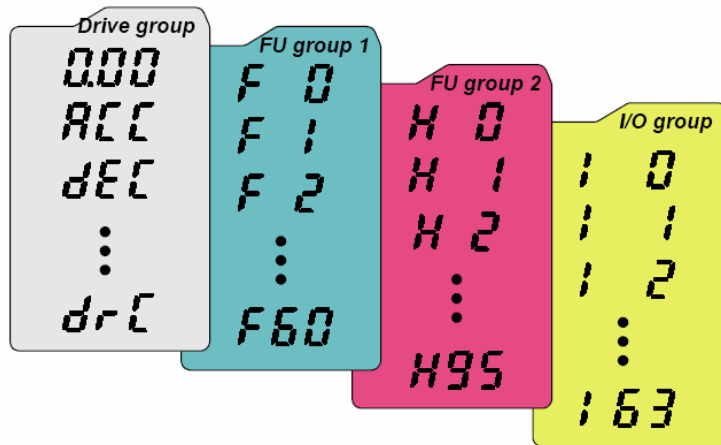 Drive group
0.00
ACC
dEC
drC
FU group 1
F 0
F 1
F 2
F60
FU group 2
H 0
H 1
H 2
H95
I/O group
I 0
I 1
I 2
I 63